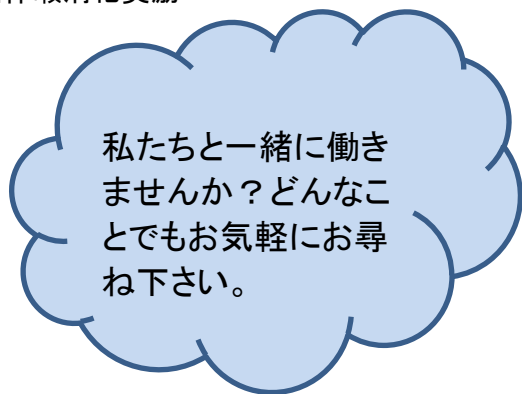 私たちと一緒に働き
ませんか？どんなこ
とでもお気軽にお尋
ね下さい。